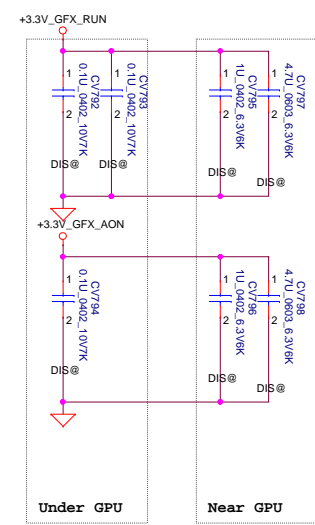 +3.3V_GFX_RUN
1
2
CV792
0.1U_0402_10V7K
DIS@
1
2
CV793
0.1U_0402_10V7K
DIS@
1
2
CV795
1U_0402_6.3V6K
DIS@
1
2
CV797
4.7U_0603_6.3V6K
DIS@
+3.3V_GFX_AON
1
2
CV794
0.1U_0402_10V7K
DIS@
1
2
CV796
1U_0402_6.3V6K
DIS@
1
2
CV798
4.7U_0603_6.3V6K
DIS@
Under GPU
Near GPU